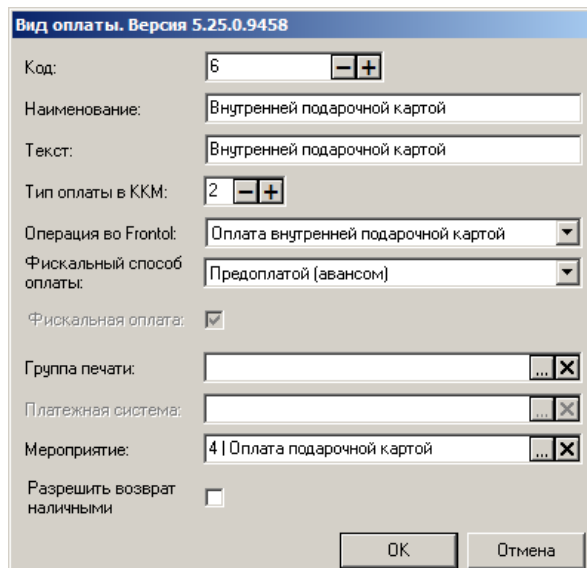 Вид оплаты. Версия 5.25.0.9458
Код: 6
Наименование: Внутренней подарочной картой
Текст: Внутренней подарочной картой
Тип оплаты в ККМ: 2
Операция во Frontol: Оплата внутренней подарочной картой
Фискальный способ
оплаты: Предоплатой (авансом)
Фискальная оплата:
Группа печати: ...
Платежная система: ...
Мероприятие: 4 | Оплата подарочной картой ...
Разрешить возврат
наличными
OK Отмена